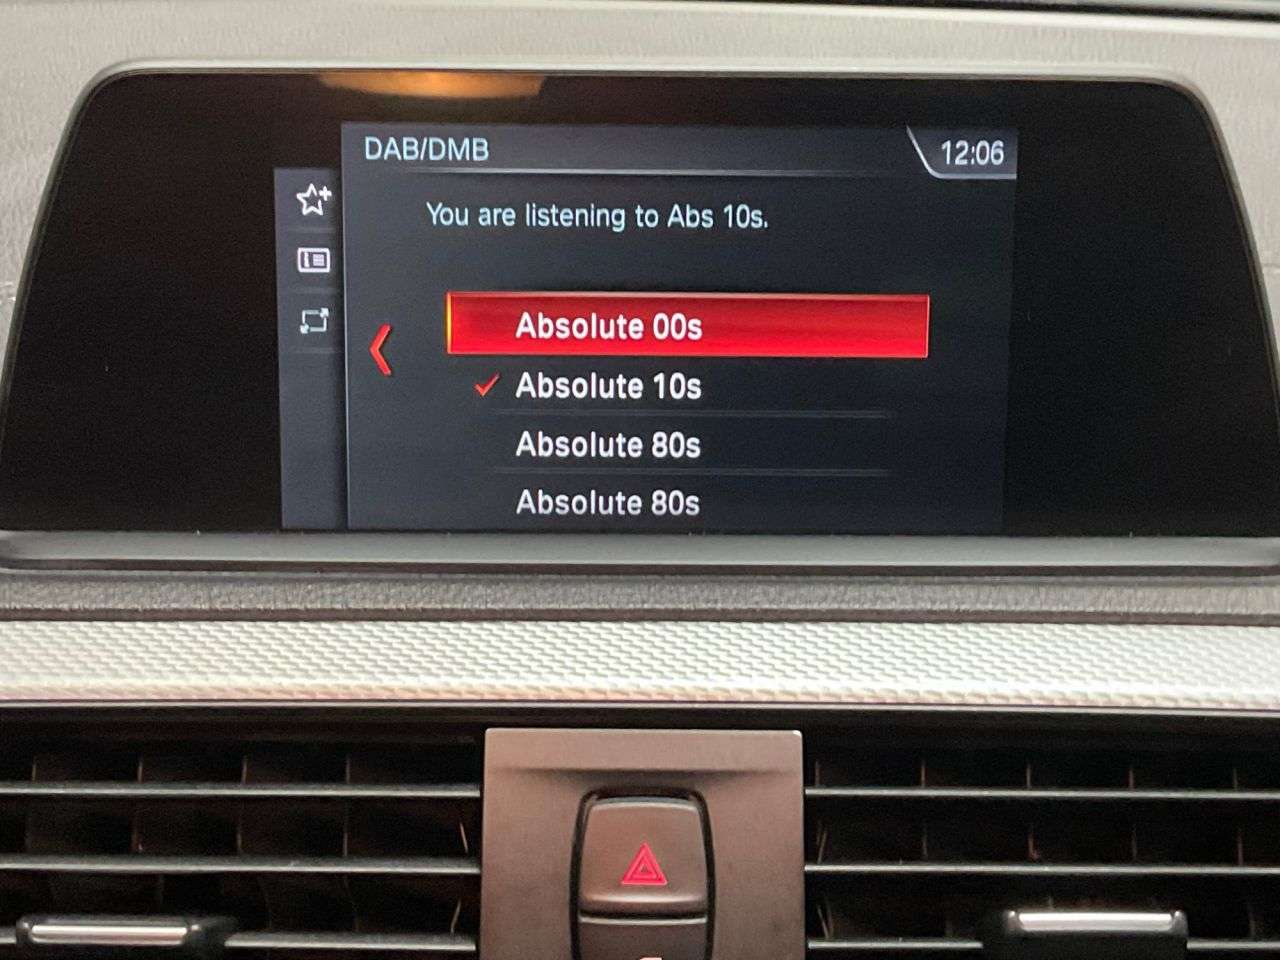 DAB/DMB
12:06
You are listening to Abs 10s.
Absolute 00s
Absolute 10s
Absolute 80s
Absolute 80s